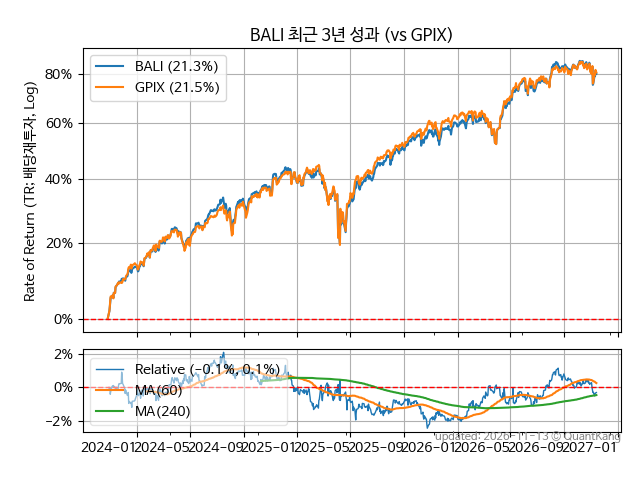 BALI 최근 3년 성과 (vs GPIX)
BALI (21.3%)
GPIX (21.5%)
80%
60%
40%
20%
0%
Rate of Return (TR: 배당재투자, Log)
Relative (−0.1%, 0.1%)
MA(60)
MA(240)
2%
0%
−2%
updated: © QuantKang
2024-01 2024-05 2024-09 2025-01 2025-05 2025-09 2026-01 2026-05 2026-09 2027-01